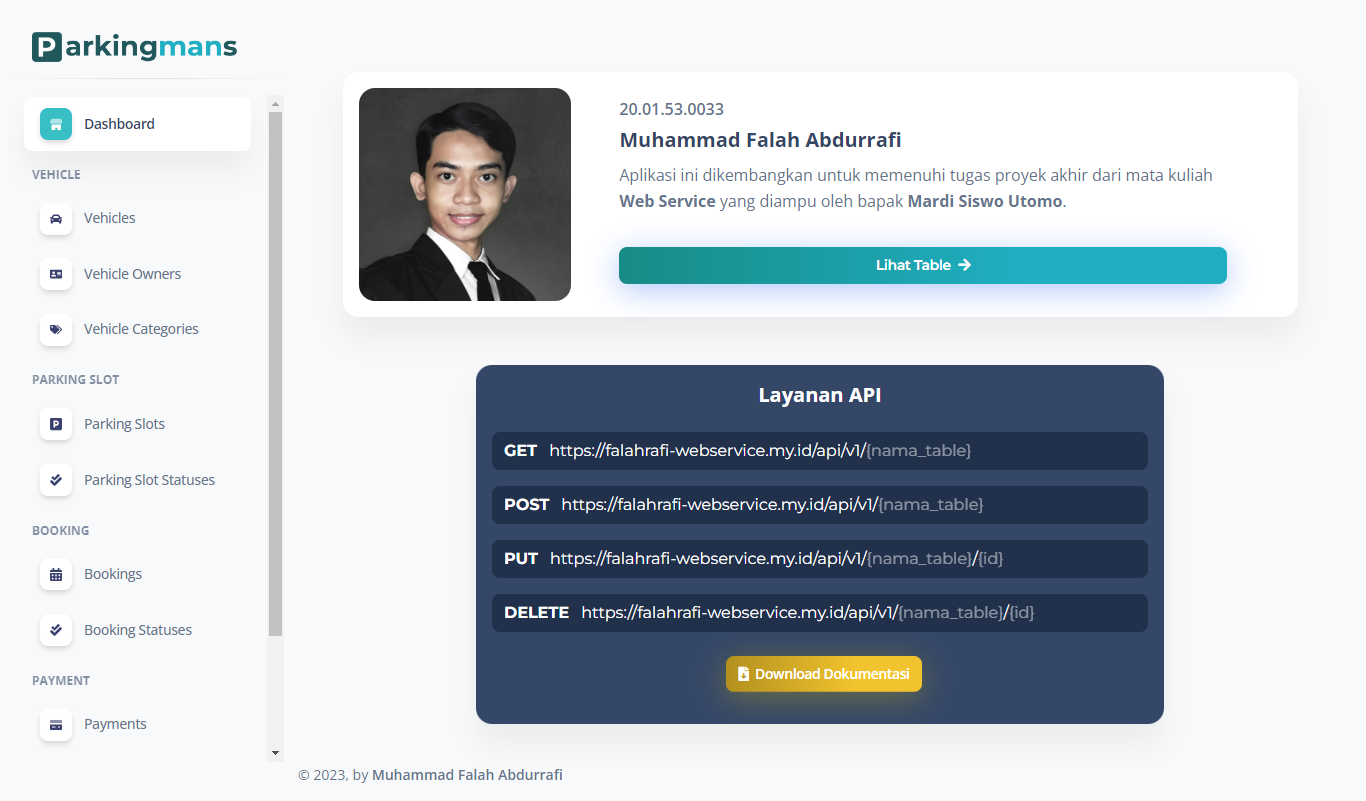 Parkingmans
Dashboard
VEHICLE
Vehicles
Vehicle Owners
Vehicle Categories
PARKING SLOT
Parking Slots
Parking Slot Statuses
BOOKING
Bookings
Booking Statuses
PAYMENT
Payments
20.01.53.0033
Muhammad Falah Abdurrafi
Aplikasi ini dikembangkan untuk memenuhi tugas proyek akhir dari mata kuliah
Web Service yang diampu oleh bapak Mardi Siswo Utomo.
Lihat Table →
Layanan API
GET https://falahrafi-webservice.my.id/api/v1/{nama_table}
POST https://falahrafi-webservice.my.id/api/v1/{nama_table}
PUT https://falahrafi-webservice.my.id/api/v1/{nama_table}/{id}
DELETE https://falahrafi-webservice.my.id/api/v1/{nama_table}/{id}
Download Dokumentasi
© 2023, by Muhammad Falah Abdurrafi